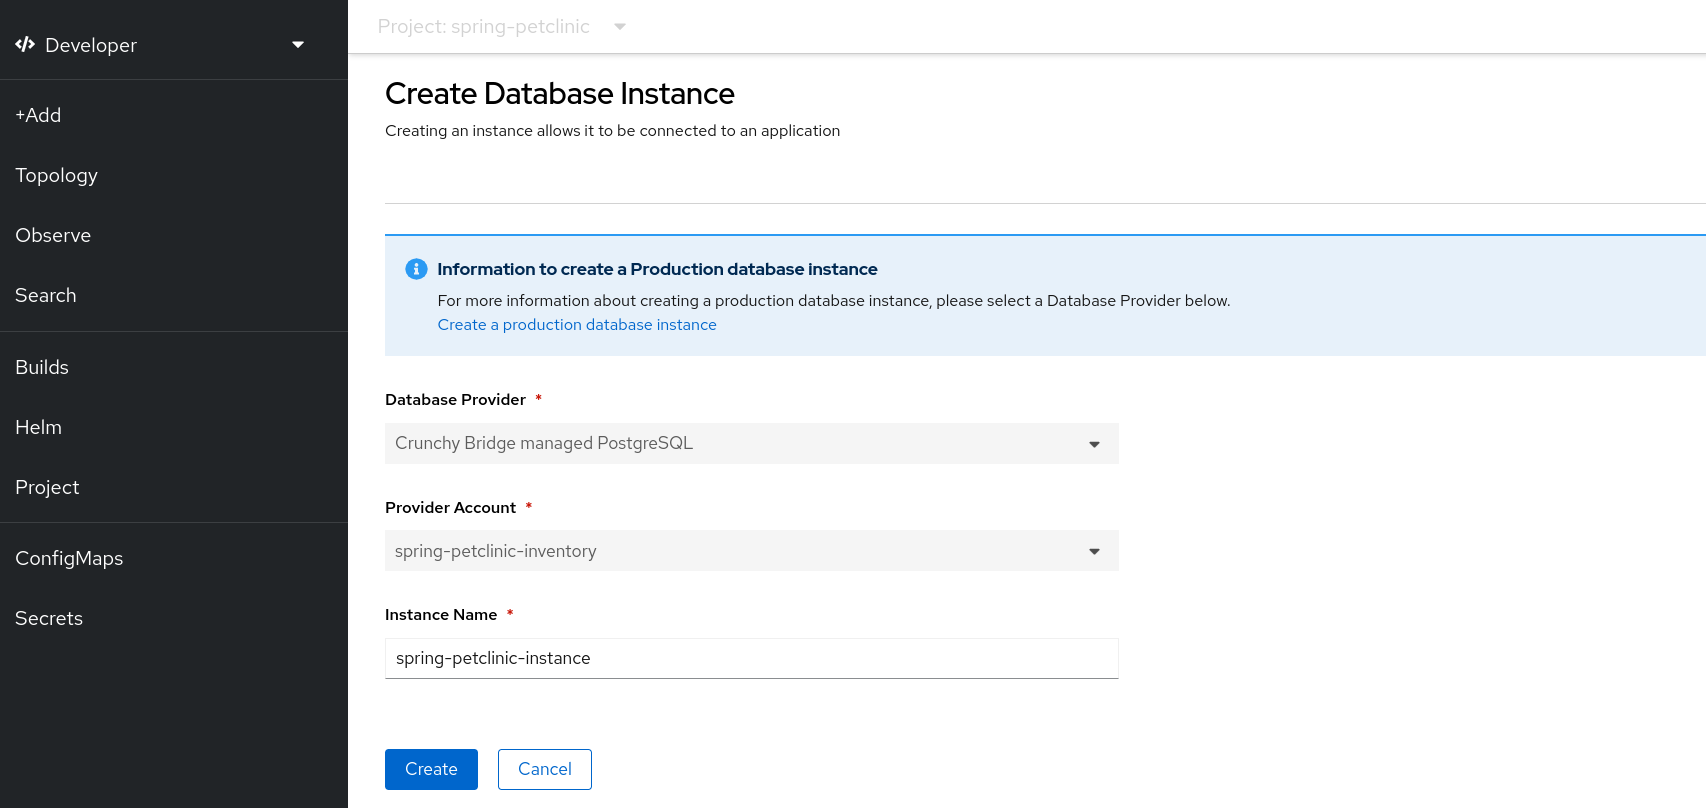 Developer
+Add
Topology
Observe
Search
Builds
Helm
Project
ConfigMaps
Secrets
Project: spring-petclinic
Create Database Instance
Creating an instance allows it to be connected to an application
Information to create a Production database instance
For more information about creating a production database instance, please select a Database Provider below.
Create a production database instance
Database Provider *
Crunchy Bridge managed PostgreSQL
Provider Account *
spring-petclinic-inventory
Instance Name *
spring-petclinic-instance
Create Cancel